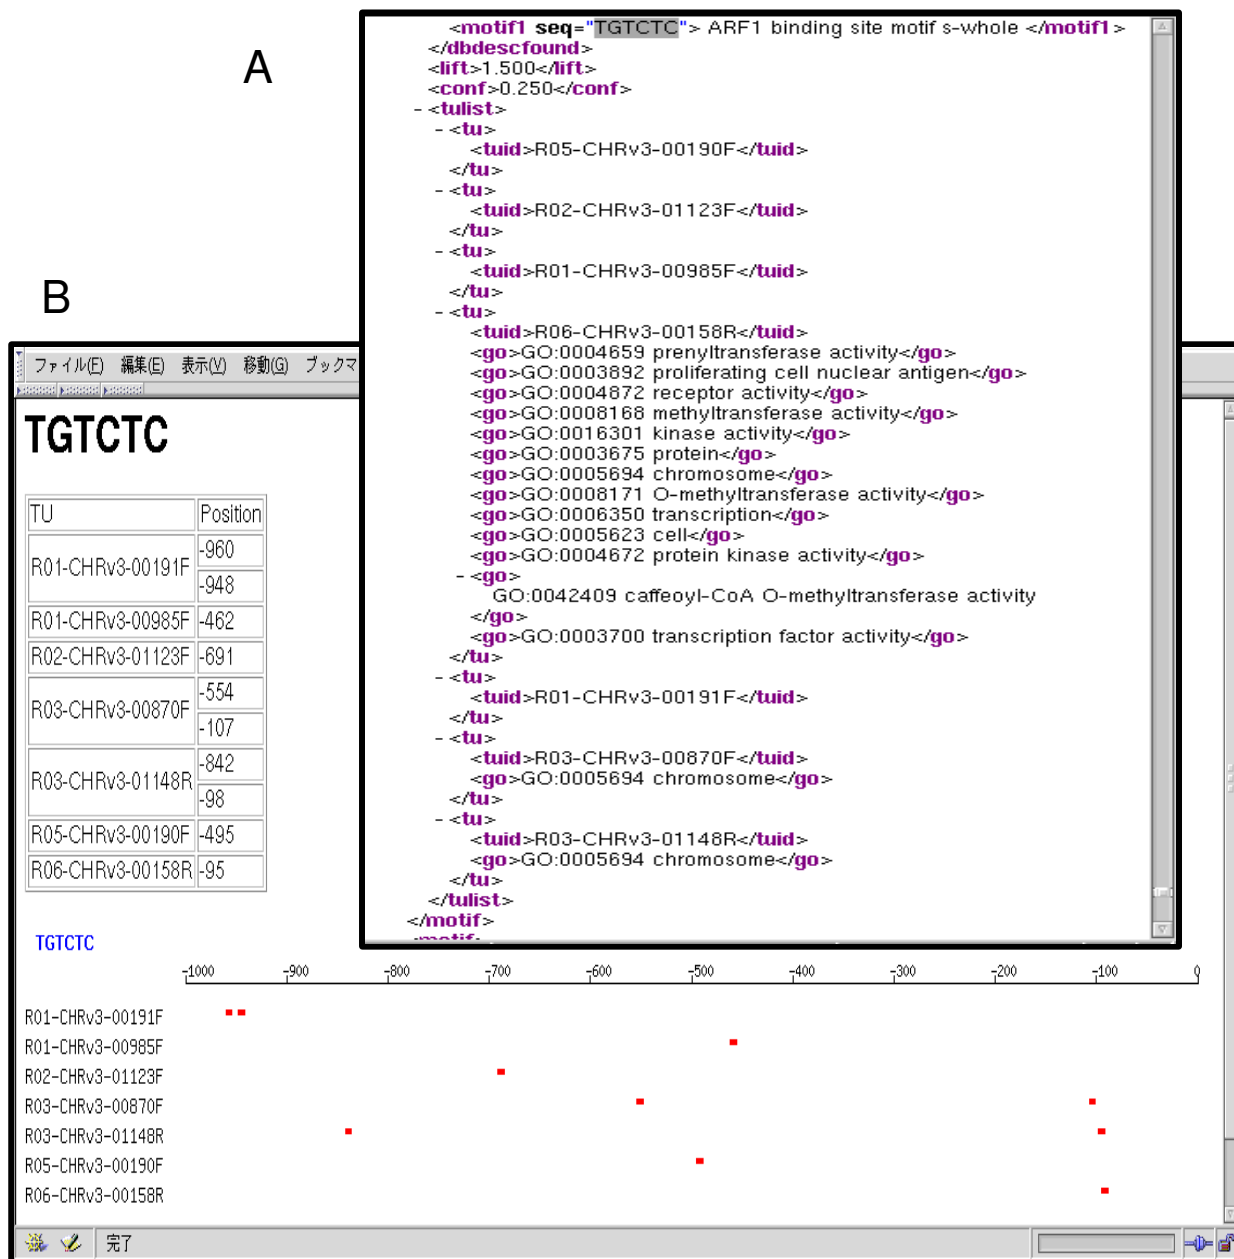 A
<motif1 seq="TGTCTC"> ARF1 binding site motif s-whole </motif1>
</dbdescfound>
<lift>1.500</lift>
<conf>0.250</conf>
- <tulist>
- <tu>
<tuid>R05-CHRv3-00190F</tuid>
</tu>
- <tu>
<tuid>R02-CHRv3-01123F</tuid>
</tu>
- <tu>
<tuid>R01-CHRv3-00985F</tuid>
</tu>
- <tu>
<tuid>R06-CHRv3-00158R</tuid>
<go>GO:0004659 prenyltransferase activity</go>
<go>GO:0003892 proliferating cell nuclear antigen</go>
<go>GO:0004872 receptor activity</go>
<go>GO:0008168 methyltransferase activity</go>
<go>GO:0016301 kinase activity</go>
<go>GO:0003675 protein</go>
<go>GO:0005694 chromosome</go>
<go>GO:0008171 O-methyltransferase activity</go>
<go>GO:0006350 transcription</go>
<go>GO:0005623 cell</go>
<go>GO:0004672 protein kinase activity</go>
- <go>
GO:0042409 caffeoyl-CoA O-methyltransferase activity
</go>
<go>GO:0003700 transcription factor activity</go>
</tu>
- <tu>
<tuid>R01-CHRv3-00191F</tuid>
</tu>
- <tu>
<tuid>R03-CHRv3-00870F</tuid>
<go>GO:0005694 chromosome</go>
</tu>
- <tu>
<tuid>R03-CHRv3-01148R</tuid>
<go>GO:0005694 chromosome</go>
</tu>
</tulist>
</motif>
B
ファイル(F) 編集(E) 表示(V) 移動(G) ブックマ
TGTCTC
TU Position
R01-CHRv3-00191F -960
-948
R01-CHRv3-00985F -462
R02-CHRv3-01123F -691
R03-CHRv3-00870F -554
-107
R03-CHRv3-01148R -842
-98
R05-CHRv3-00190F -495
R06-CHRv3-00158R -95
TGTCTC
-1000 -900 -800 -700 -600 -500 -400 -300 -200 -100 0
R01-CHRv3-00191F
R01-CHRv3-00985F
R02-CHRv3-01123F
R03-CHRv3-00870F
R03-CHRv3-01148R
R05-CHRv3-00190F
R06-CHRv3-00158R
完了